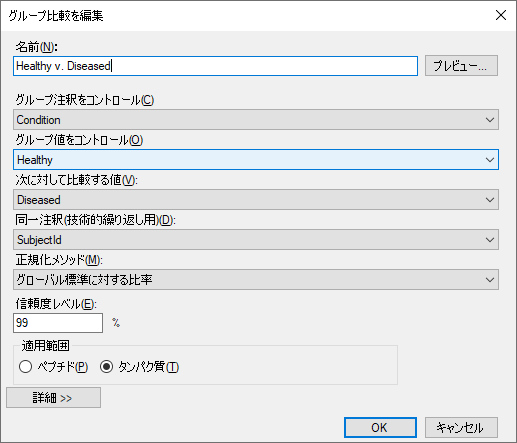 グループ比較を編集
名前(N):
Healthy v. Diseased
プレビュー...
グループ注釈をコントロール(C)
Condition
グループ値をコントロール(O)
Healthy
次に対して比較する値(V):
Diseased
同一注釈(技術的繰り返し用)(D):
SubjectId
正規化メソッド(M):
グローバル標準に対する比率
信頼度レベル(E):
99 %
適用範囲
ペプチド(P) タンパク質(T)
詳細 >>
OK キャンセル